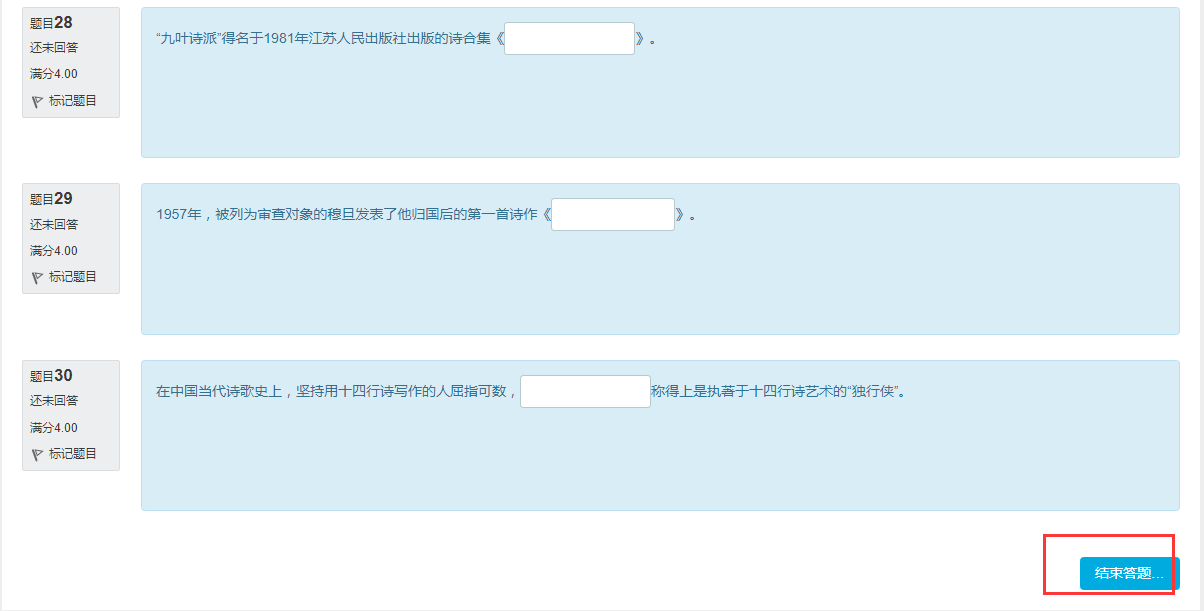 题目28
还未回答
满分4.00
标记题目
“九叶诗派”得名于1981年江苏人民出版社出版的诗合集《 》。
题目29
还未回答
满分4.00
标记题目
1957年，被列为审查对象的穆旦发表了他归国后的第一首诗作《 》。
题目30
还未回答
满分4.00
标记题目
在中国当代诗歌史上，坚持用十四行诗写作的人屈指可数， 称得上是执著于十四行诗艺术的“独行侠”。
结束答题...